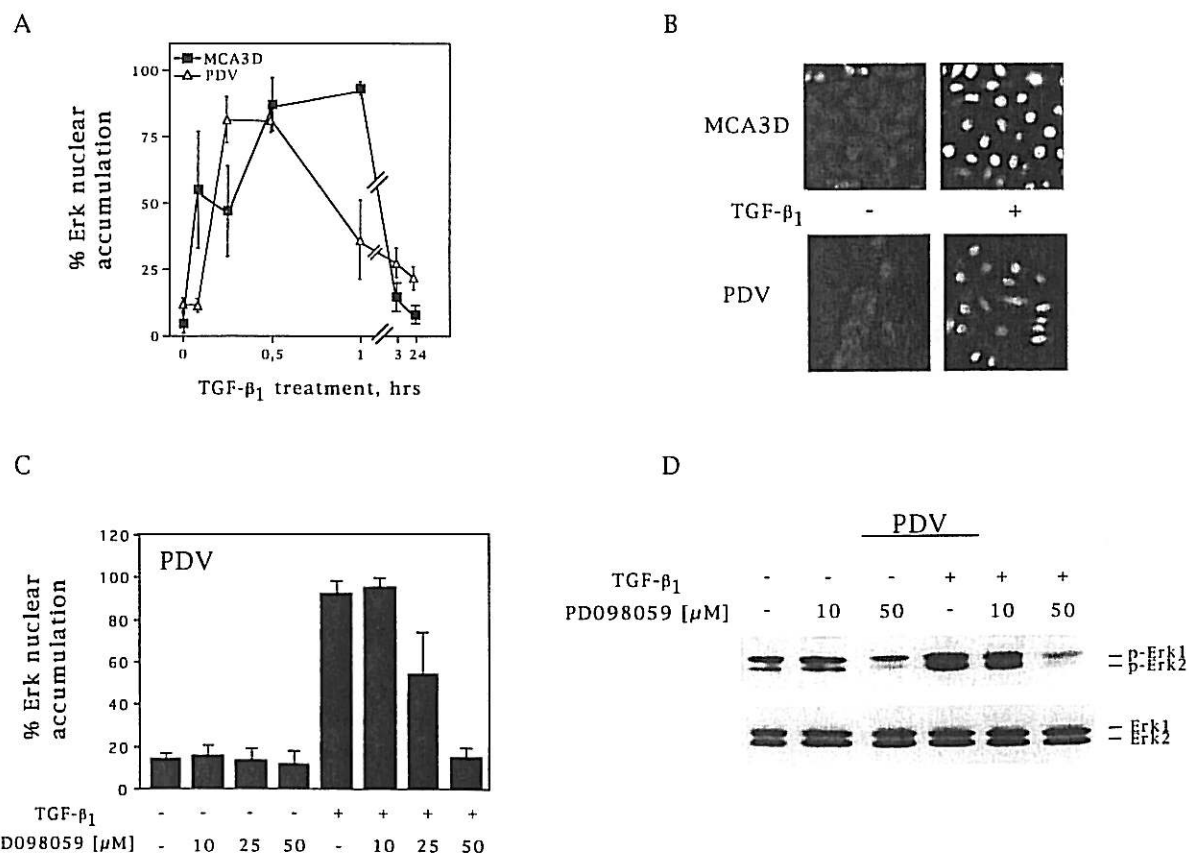 A
MCA3D
PDV
100
75
50
25
0
% Erk nuclear
accumulation
0 0,5 1 3 24
TGF-β1 treatment, hrs
B
MCA3D
TGF-β1 - +
PDV
C
PDV
120
100
80
60
40
20
0
% Erk nuclear
accumulation
TGF-β1 - - - - + + + +
D098059 [μM] - 10 25 50 - 10 25 50
D
PDV
TGF-β1 - - - + + +
PD098059 [μM] - 10 50 - 10 50
p-Erk1
p-Erk2
Erk1
Erk2